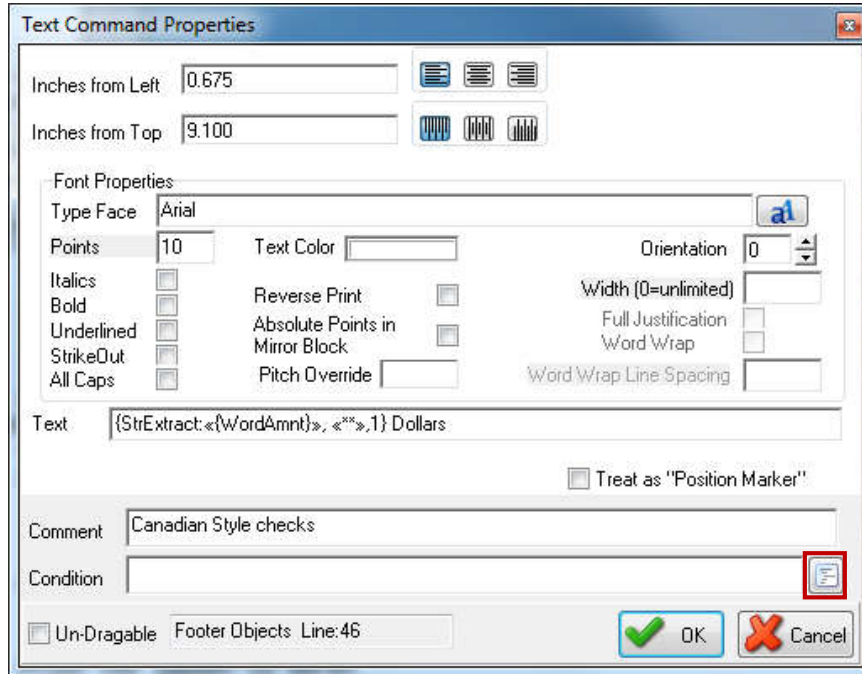 Text Command Properties
Inches from Left 0.675
Inches from Top 9.100
Font Properties
Type Face Arial
Points 10 Text Color Orientation 0
Italics
Bold
Underlined
StrikeOut
All Caps
Reverse Print
Absolute Points in
Mirror Block
Pitch Override
Width (0=unlimited)
Full Justification
Word Wrap
Word Wrap Line Spacing
Text {StrExtract:«{WordAmnt}», «**»,1} Dollars
Treat as "Position Marker"
Comment Canadian Style checks
Condition
Un-Dragable Footer Objects Line:46 OK Cancel